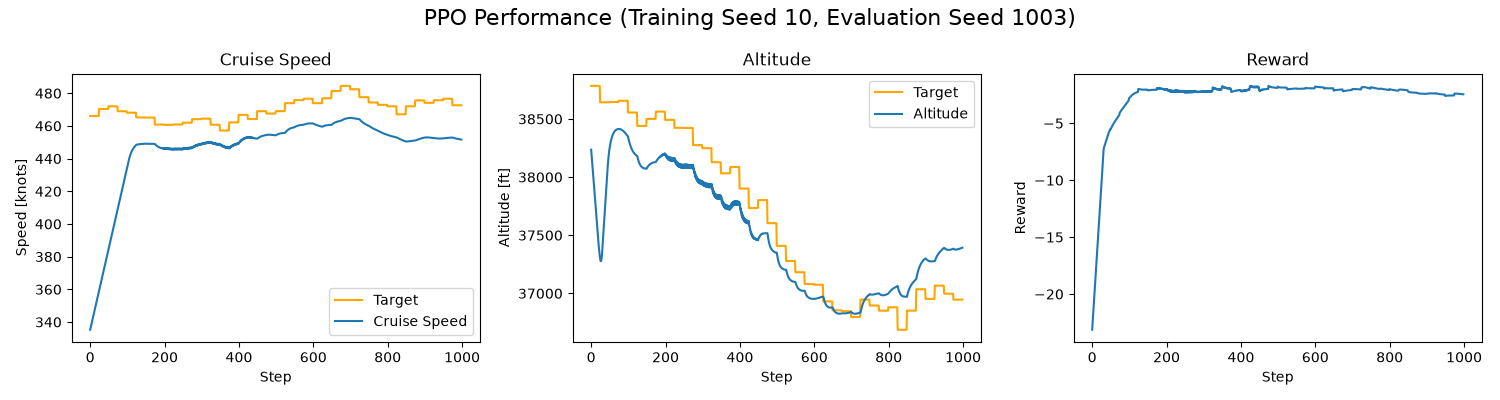 PPO Performance (Training Seed 10, Evaluation Seed 1003)
Cruise Speed
Speed [knots]
480
460
440
420
400
380
360
340
0
200
400
600
800
1000
Step
Target
Cruise Speed
Altitude
Altitude [ft]
38500
38000
37500
37000
0
200
400
600
800
1000
Step
Target
Altitude
Reward
Reward
−5
−10
−15
−20
0
200
400
600
800
1000
Step